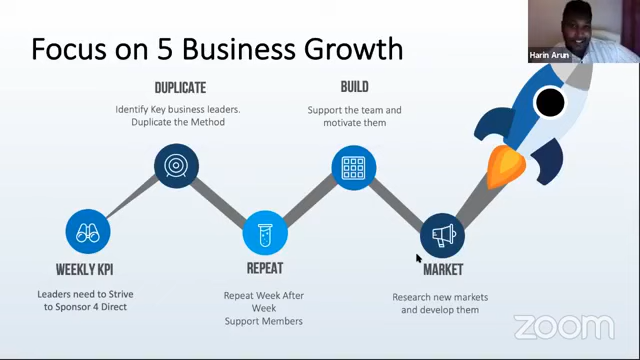 Focus on 5 Business Growth
Harin Arun
DUPLICATE
Identify Key business leaders.
Duplicate the Method
BUILD
Support the team and
motivate them
WEEKLY KPI
Leaders need to Strive
to Sponsor 4 Direct
REPEAT
Repeat Week After
Week
Support Members
MARKET
Research new markets
and develop them
zoom